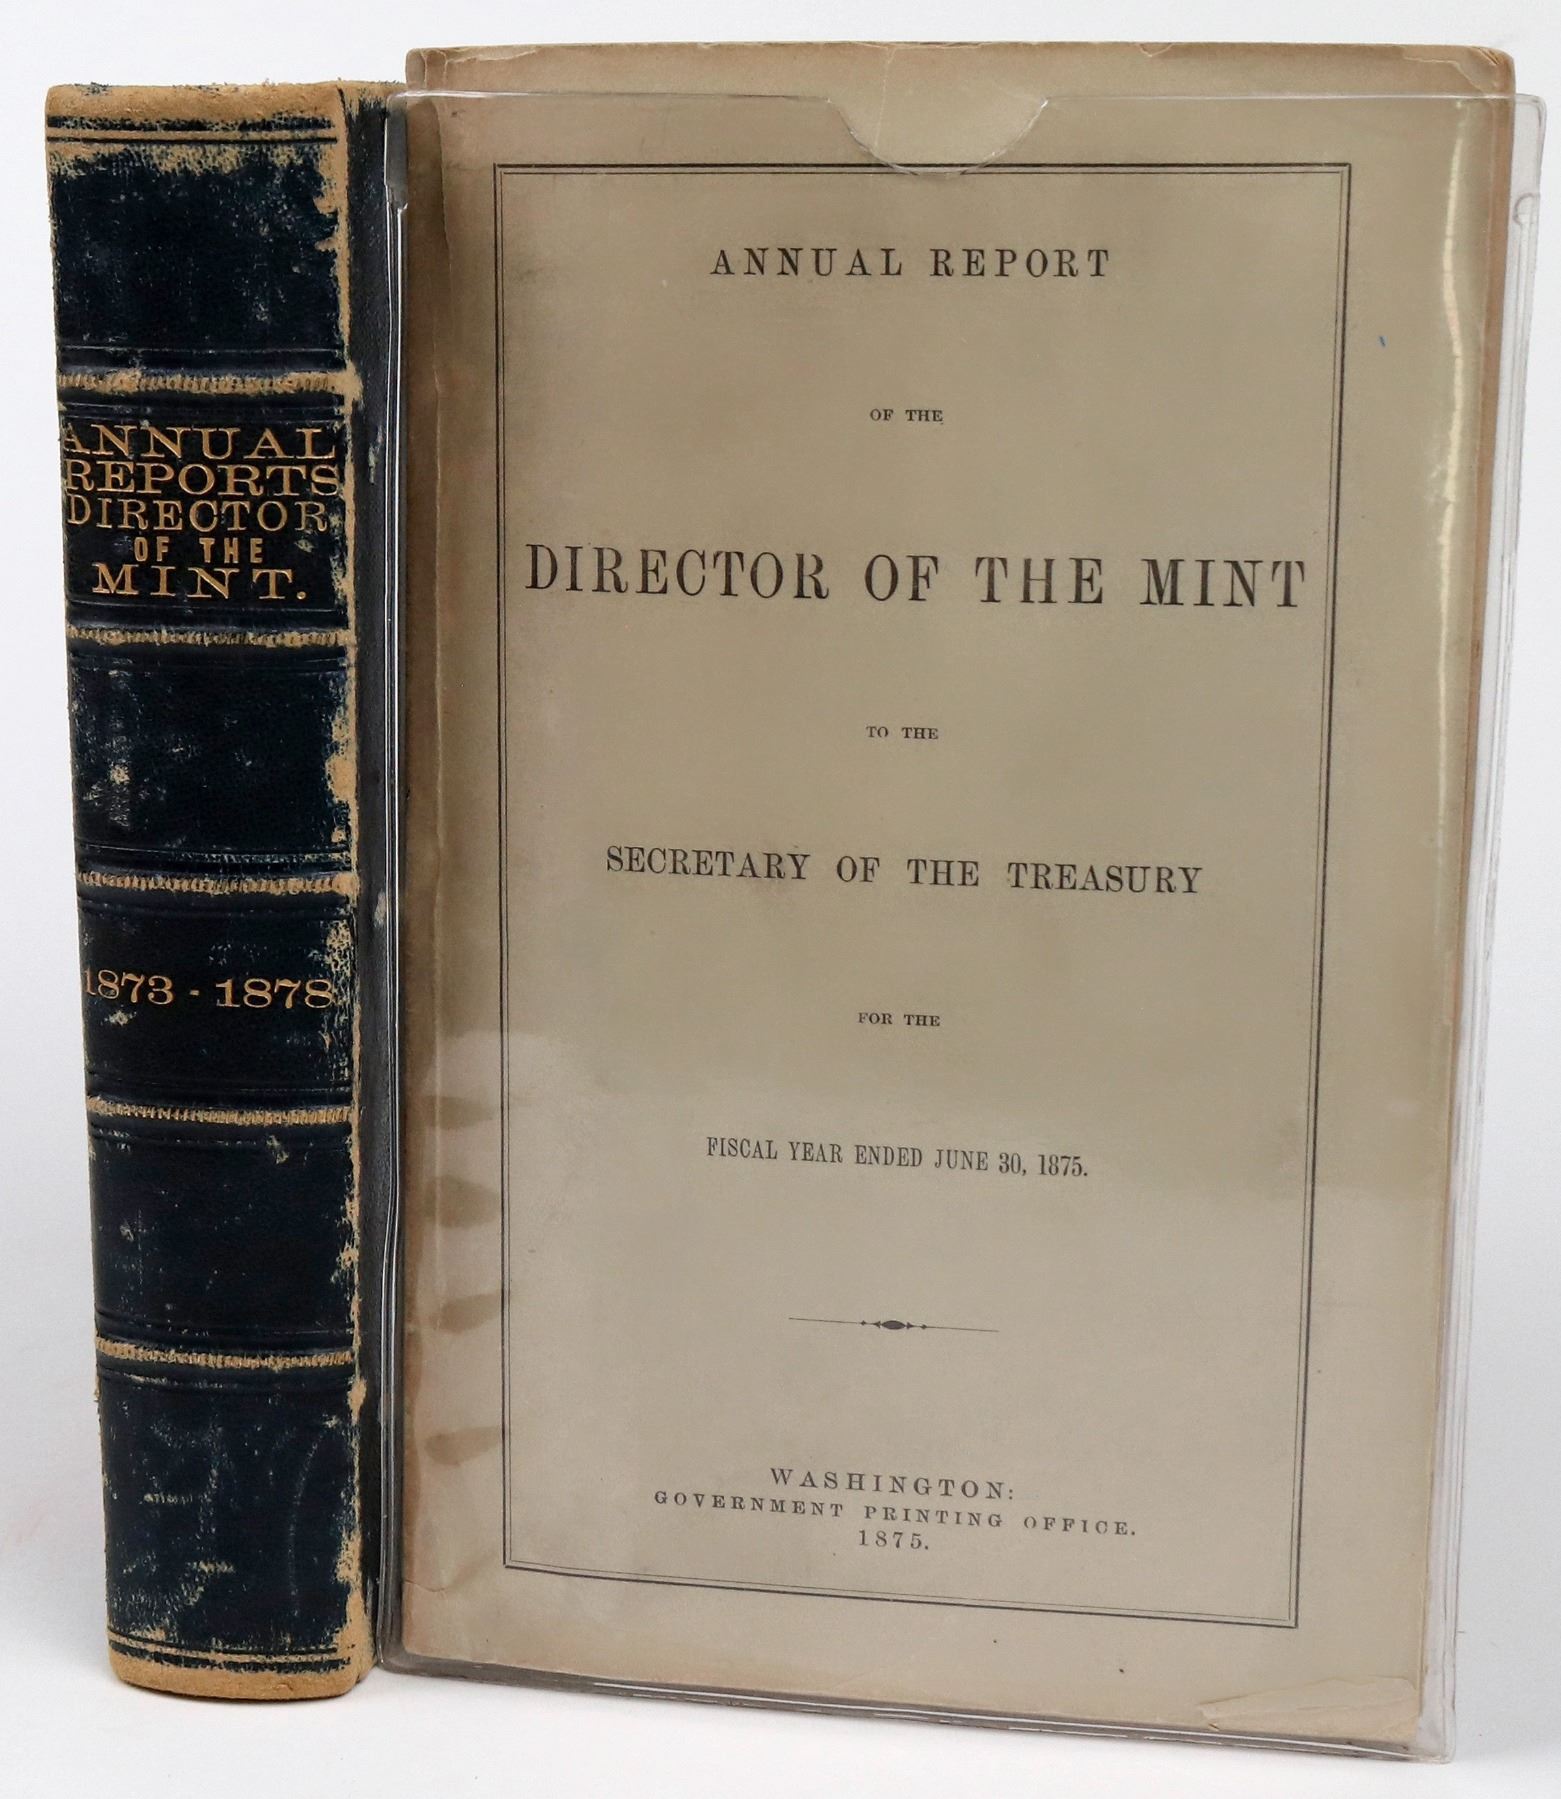 ANNUAL
REPORTS
DIRECTOR
OF THE
MINT.
1873 - 1878
ANNUAL REPORT
OF THE
DIRECTOR OF THE MINT
TO THE
SECRETARY OF THE TREASURY
FOR THE
FISCAL YEAR ENDED JUNE 30, 1875.
WASHINGTON:
GOVERNMENT PRINTING OFFICE.
1875.